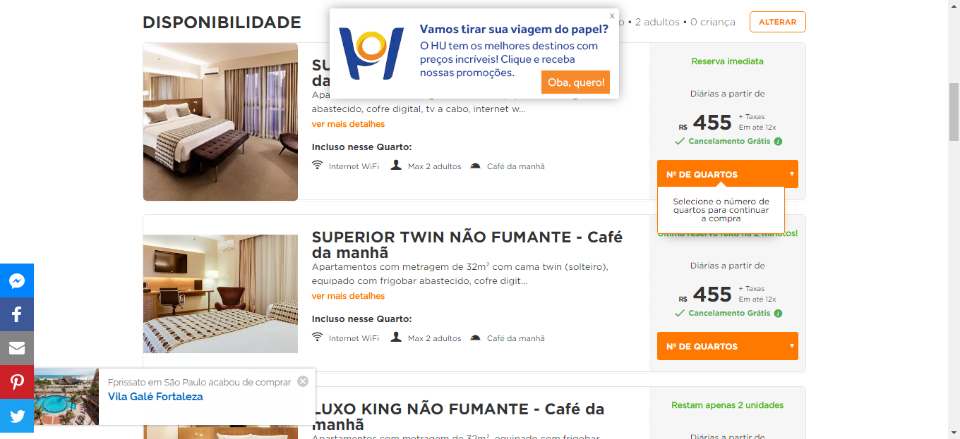 DISPONIBILIDADE
• 2 adultos • 0 criança
ALTERAR
x
Vamos tirar sua viagem do papel?
O HU tem os melhores destinos com
preços incríveis! Clique e receba
nossas promoções.
Oba, quero!
SU
da
abastecido, cofre digital, tv a cabo, internet w...
ver mais detalhes
Incluso nesse Quarto:
Internet WiFi
Max 2 adultos
Café da manhã
Reserva imediata
Diárias a partir de
R$ 455 + Taxas
Em até 12x
Cancelamento Grátis i
Nº DE QUARTOS
Selecione o número de
quartos para continuar
a compra
SUPERIOR TWIN NÃO FUMANTE - Café
da manhã
Apartamentos com metragem de 32m² com cama twin (solteiro),
equipado com frigobar abastecido, cofre digit...
ver mais detalhes
Incluso nesse Quarto:
Internet WiFi
Max 2 adultos
Café da manhã
Última reserva feita há 2 minutos!
Diárias a partir de
R$ 455 + Taxas
Em até 12x
Cancelamento Grátis i
Nº DE QUARTOS
Fprissato em São Paulo acabou de comprar
Vila Galé Fortaleza
LUXO KING NÃO FUMANTE - Café da
manhã
Apartamentos com metragem de 32m², equipado com frigobar
Restam apenas 2 unidades
Diárias a partir de